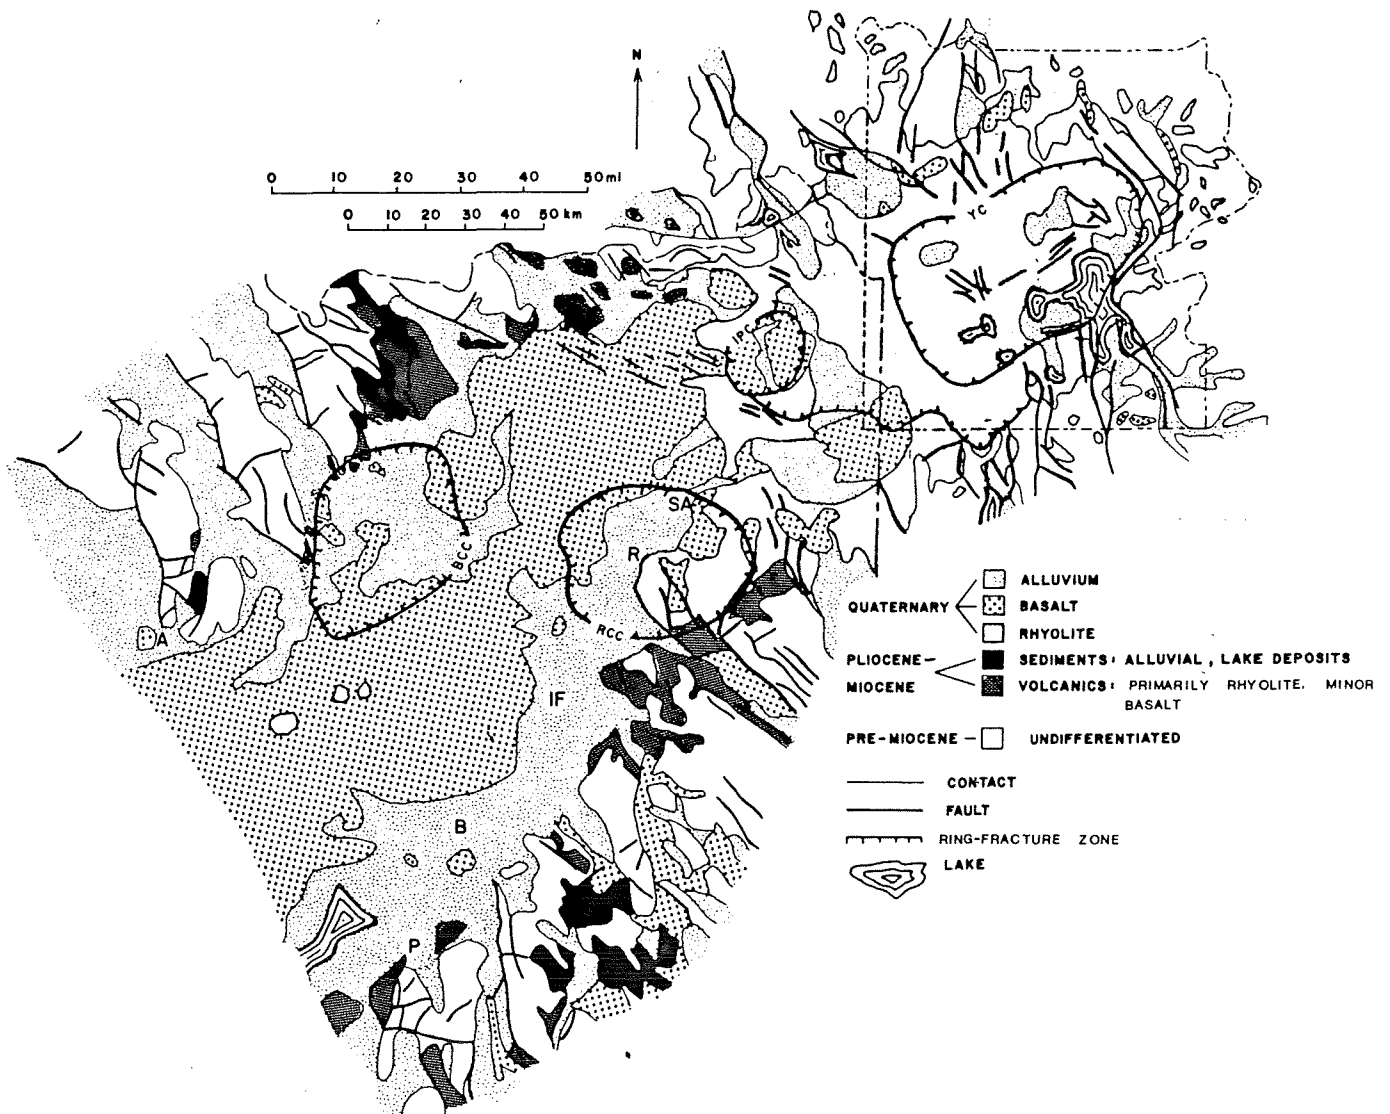 N
0 10 20 30 40 50 mi
0 10 20 30 40 50 km
YC
IPC
SA
BCC
R
RCC
A
IF
B
P
QUATERNARY
ALLUVIUM
BASALT
RHYOLITE
PLIOCENE-
MIOCENE
SEDIMENTS: ALLUVIAL, LAKE DEPOSITS
VOLCANICS: PRIMARILY RHYOLITE, MINOR
BASALT
PRE-MIOCENE - UNDIFFERENTIATED
CONTACT
FAULT
RING-FRACTURE ZONE
LAKE